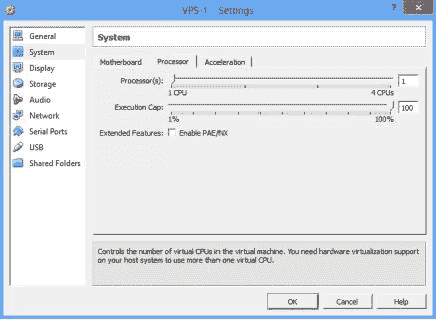 VPS-1 Settings
?
General
System
Display
Storage
Audio
Network
Serial Ports
USB
Shared Folders
System
Motherboard Processor Acceleration
Processor(s): 1
1 CPU 4 CPUs
Execution Cap: 100
1% 100%
Extended Features: Enable PAE/NX
Controls the number of virtual CPUs in the virtual machine. You need hardware virtualization support
on your host system to use more than one virtual CPU.
OK Cancel Help